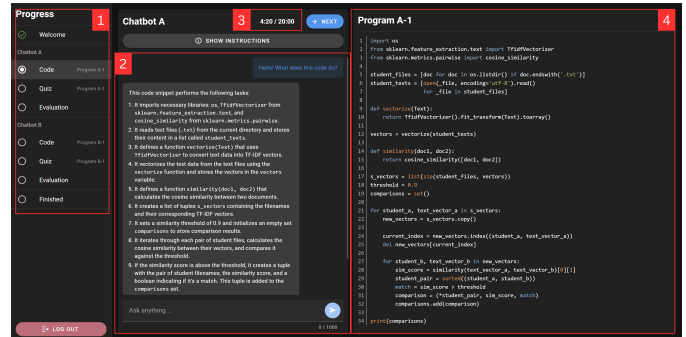 Progress
1
Welcome
Chatbot A
Code Program A-1
Quiz Program A-1
Evaluation
Chatbot B
Code Program B-1
Quiz Program B-1
Evaluation
Finished
LOG OUT
Chatbot A
3
4:20 / 20:00
→ NEXT
SHOW INSTRUCTIONS
2
Hello! What does this code do?
This code snippet performs the following tasks:
1. It imports necessary libraries: os, TfidfVectorizer from
sklearn.feature_extraction.text, and
cosine_similarity from sklearn.metrics.pairwise.
2. It reads text files (.txt) from the current directory and stores
their content in a list called student_texts.
3. It defines a function vectorize(Text) that uses
TfidfVectorizer to convert text data into TF-IDF vectors.
4. It vectorizes the text data from the text files using the
vectorize function and stores the vectors in the vectors
variable.
5. It defines a function similarity(doc1, doc2) that
calculates the cosine similarity between two documents.
6. It creates a list of tuples s_vectors containing the filenames
and their corresponding TF-IDF vectors.
7. It sets a similarity threshold of 0.9 and initializes an empty set
comparisons to store comparison results.
8. It iterates through each pair of student files, calculates the
cosine similarity between their vectors, and compares it
against the threshold.
9. If the similarity score is above the threshold, it creates a tuple
with the pair of student filenames, the similarity score, and a
boolean indicating if it's a match. This tuple is added to the
comparisons set.
Ask anything...
0 / 1000
Program A-1
4
1 import os
2 from sklearn.feature_extraction.text import TfidfVectorizer
3 from sklearn.metrics.pairwise import cosine_similarity
4
5 student_files = [doc for doc in os.listdir() if doc.endswith('.txt')]
6 student_texts = [open(_file, encoding='utf-8').read()
7 for _file in student_files]
8
9 def vectorize(Text):
10 return TfidfVectorizer().fit_transform(Text).toarray()
11
12 vectors = vectorize(student_texts)
13
14 def similarity(doc1, doc2):
15 return cosine_similarity([doc1, doc2])
16
17 s_vectors = list(zip(student_files, vectors))
18 threshold = 0.9
19 comparisons = set()
20
21 for student_a, text_vector_a in s_vectors:
22 new_vectors = s_vectors.copy()
23
24 current_index = new_vectors.index((student_a, text_vector_a))
25 del new_vectors[current_index]
26
27 for student_b, text_vector_b in new_vectors:
28 sim_score = similarity(text_vector_a, text_vector_b)[0][1]
29 student_pair = sorted((student_a, student_b))
30 match = sim_score > threshold
31 comparison = (*student_pair, sim_score, match)
32 comparisons.add(comparison)
33
34 print(comparisons)